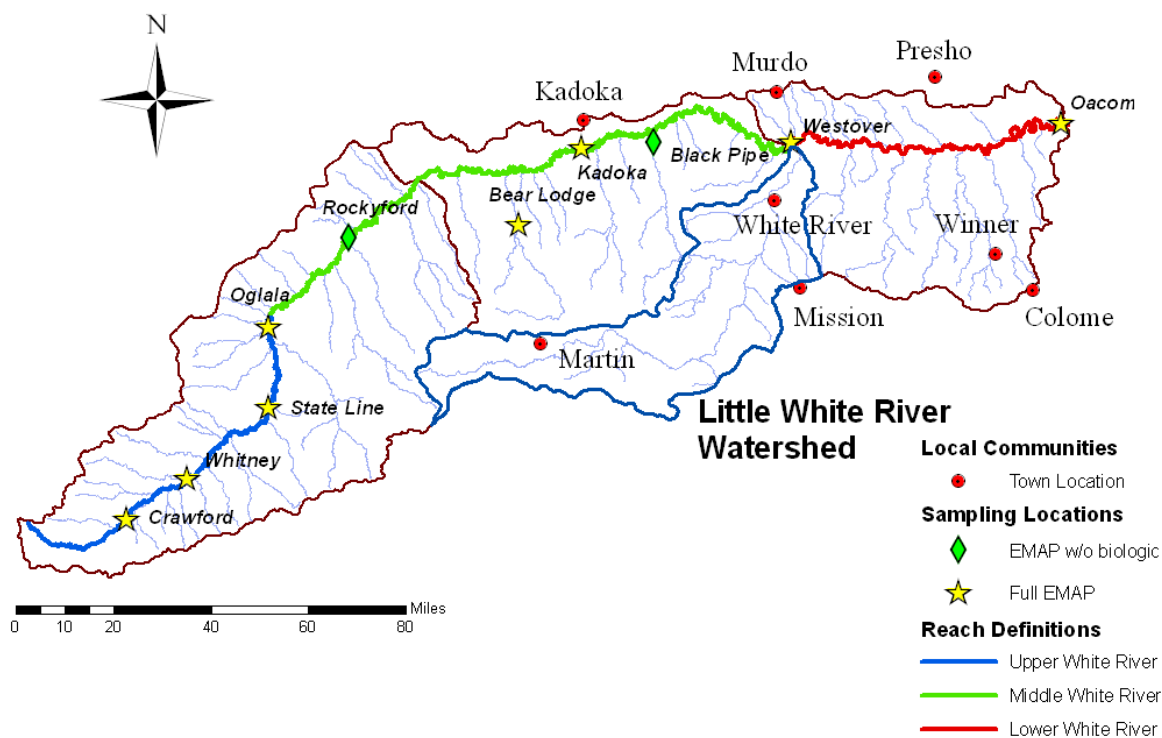 N
Presho
Murdo
Kadoka
Oacom
Westover
Black Pipe
Kadoka
Bear Lodge
Rockyford
White River
Winner
Oglala
Mission
Colome
Martin
State Line
Little White River
Watershed
Whitney
Crawford
Local Communities
Town Location
Sampling Locations
EMAP w/o biologic
Full EMAP
Miles
0 10 20 40 60 80
Reach Definitions
Upper White River
Middle White River
Lower White River